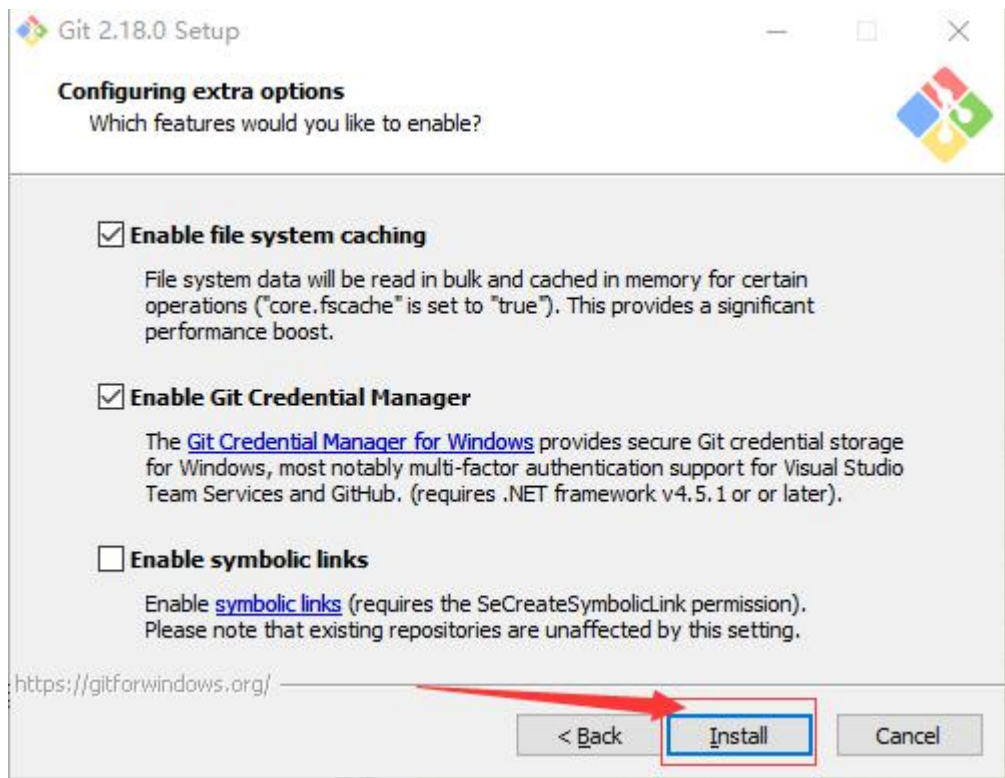 Git 2.18.0 Setup
Configuring extra options
Which features would you like to enable?
Enable file system caching
File system data will be read in bulk and cached in memory for certain
operations ("core.fscache" is set to "true"). This provides a significant
performance boost.
Enable Git Credential Manager
The Git Credential Manager for Windows provides secure Git credential storage
for Windows, most notably multi-factor authentication support for Visual Studio
Team Services and GitHub. (requires .NET framework v4.5.1 or or later).
Enable symbolic links
Enable symbolic links (requires the SeCreateSymbolicLink permission).
Please note that existing repositories are unaffected by this setting.
https://gitforwindows.org/
< Back Install Cancel